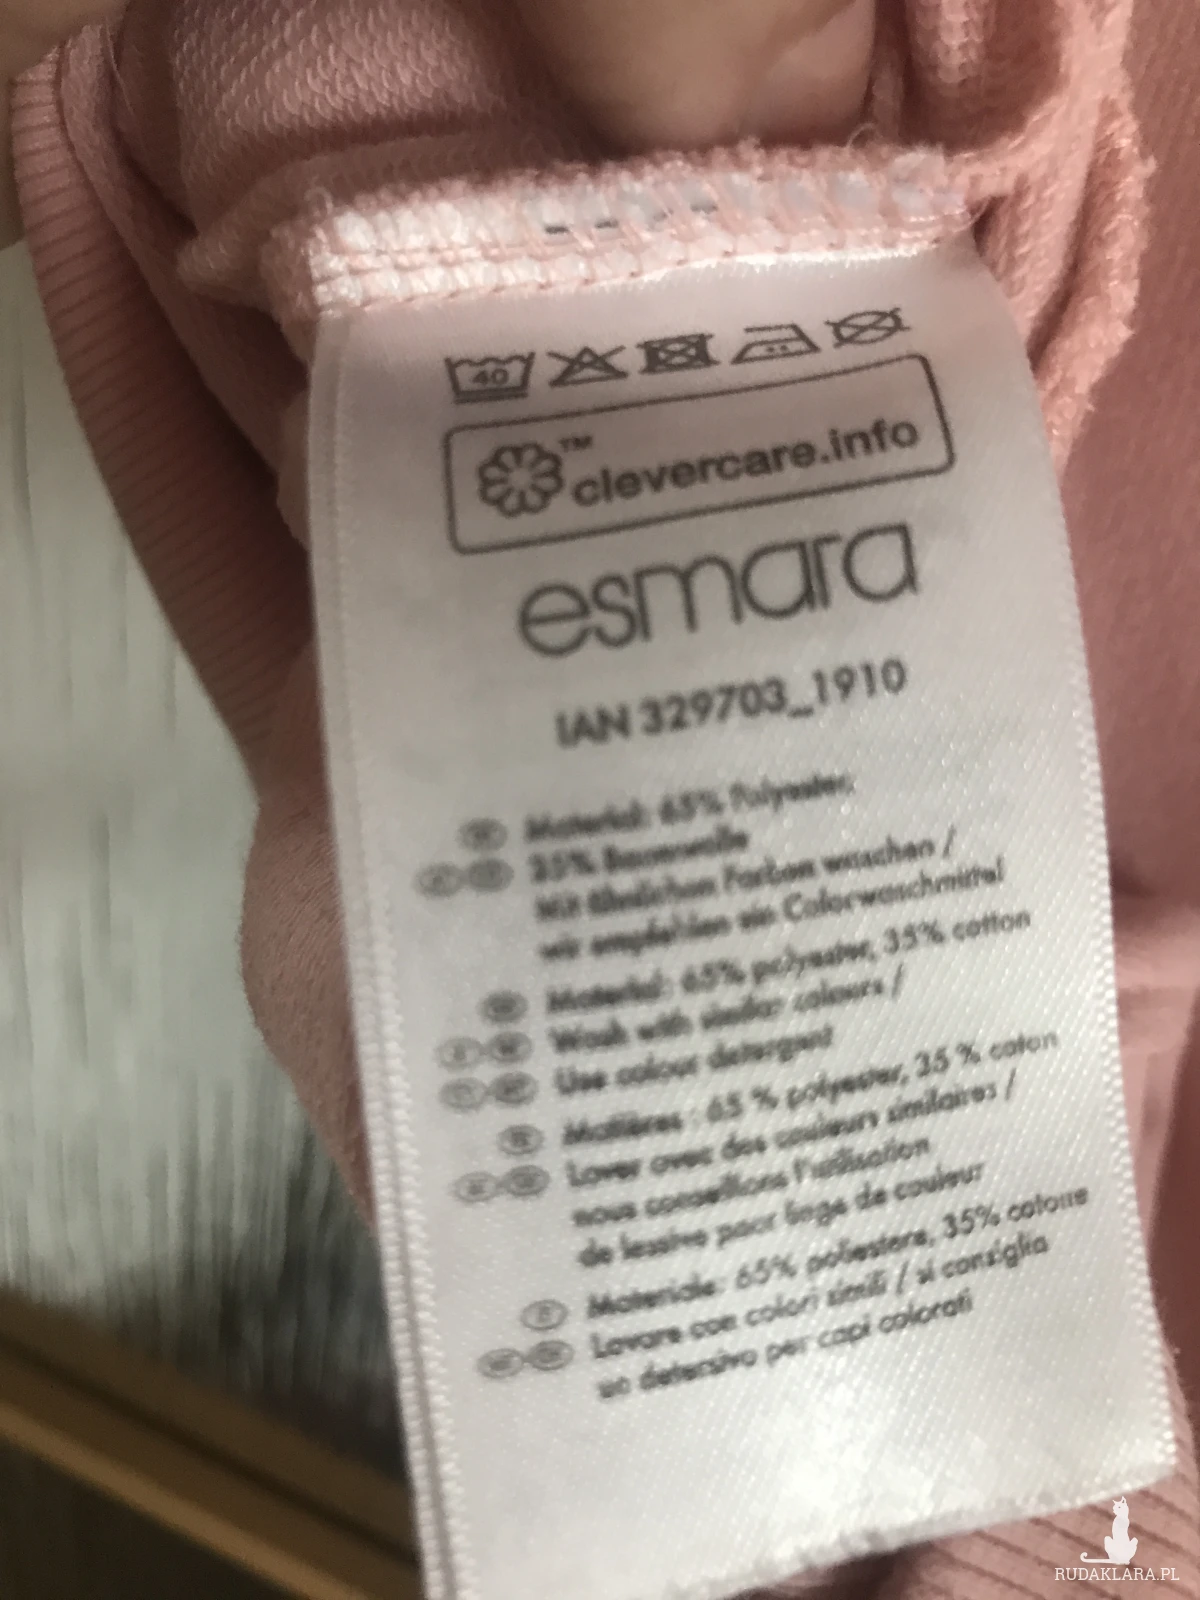 40
™
clevercare.info
esmara
IAN 329703_1910
Material: 65% Polyester,
35% Baumwolle
Mit ähnlichen Farben waschen /
wir empfehlen ein Colorwaschmittel
Material: 65% polyester, 35% cotton
Wash with similar colours /
Use colour detergent
Matières : 65 % polyester, 35 % coton
Laver avec des couleurs similaires /
nous conseillons l'utilisation
de lessive pour linge de couleur
Materiale: 65% poliestere, 35% cotone
Lavare con colori simili / si consiglia
un detersivo per capi colorati
RUDAKLARA.PL